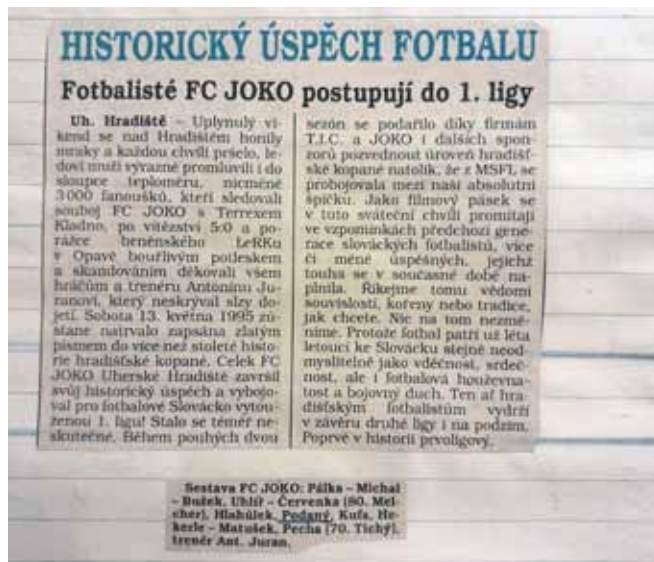 HISTORICKÝ ÚSPĚCH FOTBALU
Fotbalisté FC JOKO postupují do 1. ligy
Uh. Hradiště – Uplynulý ví-
kend se nad Hradištěm honily
mraky a každou chvíli pršelo, le-
doví muži výrazně promluvili i do
sloupce teploměru, nicméně
3 000 fanoušků, kteří sledovali
souboj FC JOKO s Terrexem
Kladno, po vítězství 5:0 a po-
rážce beněnského LeRKu
v Opavě bouřlivým potleskem
a skandováním děkovali všem
hráčům a trenéru Antonínu Ju-
ranovi, který neskrýval slzy do-
jetí. Sobota 13. května 1995 zů-
stane natrvalo zapsána zlatým
písmem do více než stoleté histo-
rie hradišťské kopané. Celek FC
JOKO Uherské Hradiště završil
svůj historický úspěch a vybojo-
val pro fotbalové Slovácko vytou-
ženou 1. ligu! Stalo se téměř ne-
skutečné. Během pouhých dvou
sezón se podařilo díky firmám
T.I.C. a JOKO i dalších spon-
zorů pozvednout úroveň hradišť-
ské kopané natolik, že z MSFL se
probojovala mezi naši absolutní
špičku. Jako filmový pásek se
v tuto sváteční chvíli promítají
ve vzpomínkách předchozí gene-
race slováckých fotbalistů, více
či méně úspěšných, jejichž
touha se v současné době na-
plnila. Říkejme tomu vědomí
souvislostí, kořeny nebo tradice,
jak chcete. Nic na tom nezmě-
níme. Protože fotbal patří už léta
letoucí ke Slovácku stejně neod-
myslitelně jako vděčnost, srdeč-
nost, ale i fotbalová houževna-
tost a bojovný duch. Ten ať hra-
dišťským fotbalistům vydrží
v závěru druhé ligy i na podzim.
Poprvé v historii prvoligový.
Sestava FC JOKO: Pálka – Michal
– Bužek, Uhlíř – Červenka (80. Mel-
cher), Hlahůlek, Podaný, Kufa, He-
kerle – Matušek, Pecha (70. Tichý),
trenér Ant. Juran.